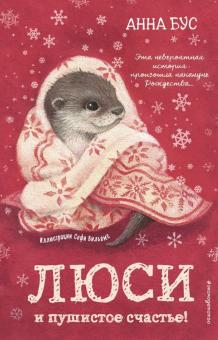 АННА БУС
Эта невероятная
история
произошла накануне
Рождества...
Иллюстрации Софи Вильямс
ЛЮСИ
и пушистое счастье!